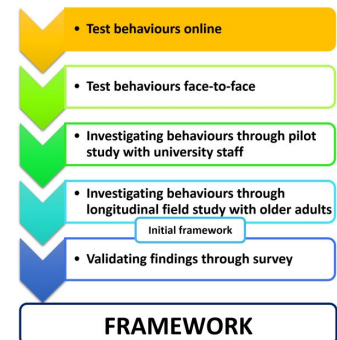 • Test behaviours online
• Test behaviours face-to-face
• Investigating behaviours through pilot
study with university staff
• Investigating behaviours through
longitudinal field study with older adults
Initial framework
• Validating findings through survey
FRAMEWORK